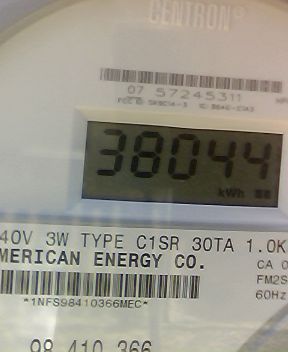 CENTRON®
07 57245311
38044
kWh
40V 3W TYPE C1SR 30TA 1.0K
MERICAN ENERGY CO.
CA 0
FM2S
60Hz
*1NFS98410366MEC*
98 410 366